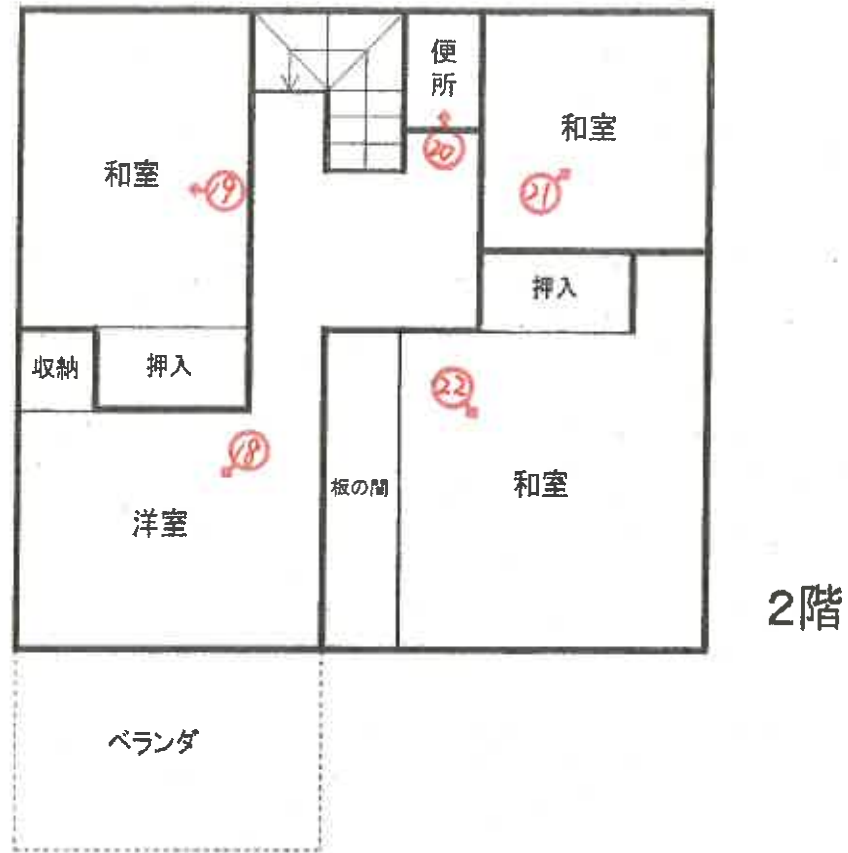 便所
和室
和室
⑲
⑳
㉑
押入
収納
押入
㉒
⑱
板の間
和室
洋室
2階
ベランダ